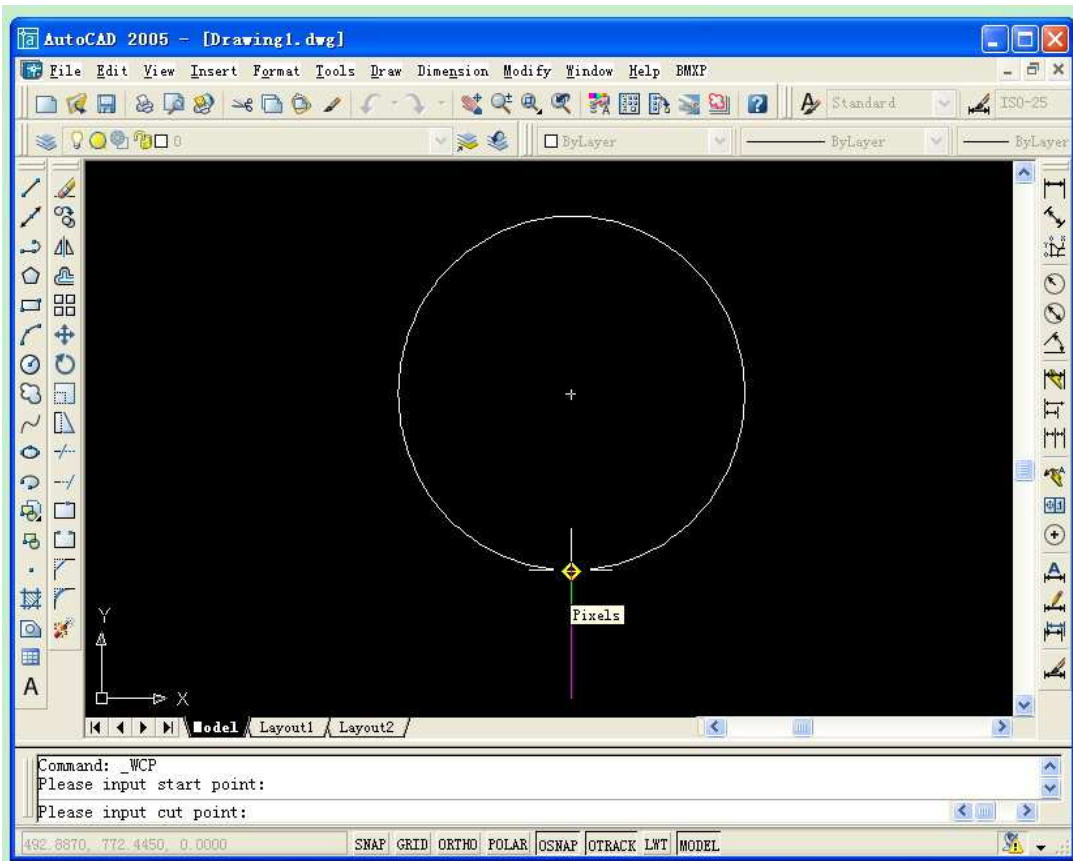 AutoCAD 2005 - [Drawing1.dwg]
File Edit View Insert Format Tools Draw Dimension Modify Window Help BMXP
Standard ISO-25
0 ByLayer ByLayer ByLayer
Pixels
Y
X
A
Model Layout1 Layout2
Command: _WCP
Please input start point:
Please input cut point:
492.8870, 772.4450, 0.0000 SNAP GRID ORTHO POLAR OSNAP OTRACK LWT MODEL